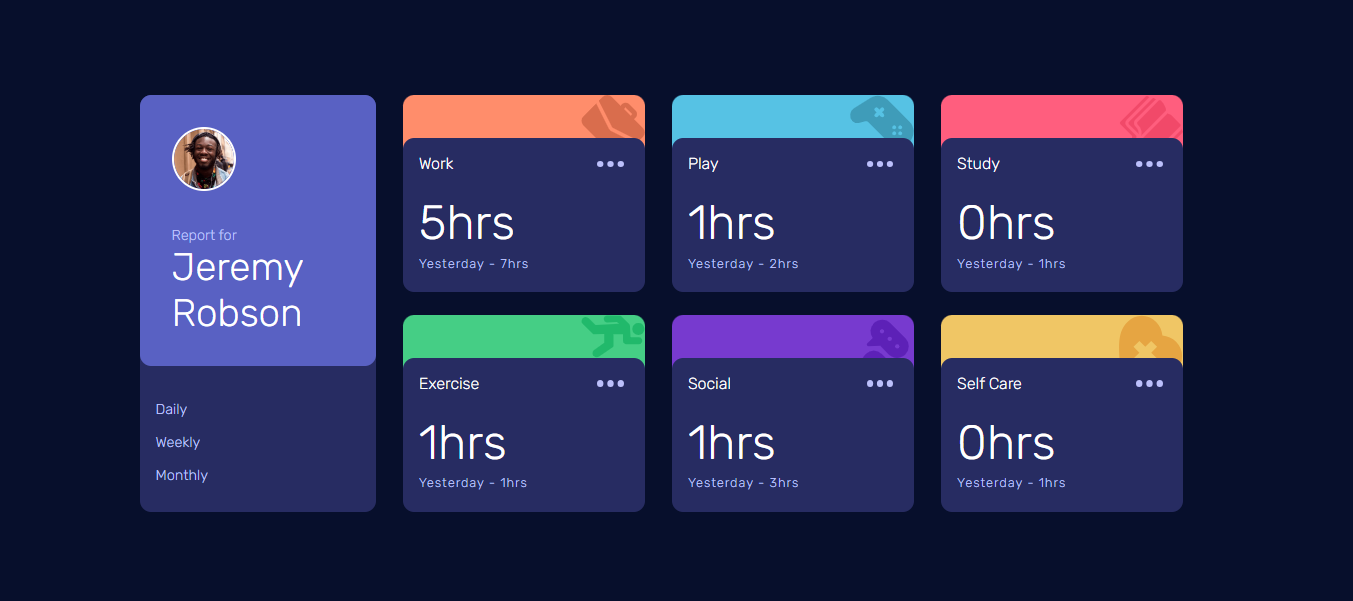 Report for
Jeremy
Robson
Daily
Weekly
Monthly
Work
5hrs
Yesterday - 7hrs
Play
1hrs
Yesterday - 2hrs
Study
0hrs
Yesterday - 1hrs
Exercise
1hrs
Yesterday - 1hrs
Social
1hrs
Yesterday - 3hrs
Self Care
0hrs
Yesterday - 1hrs